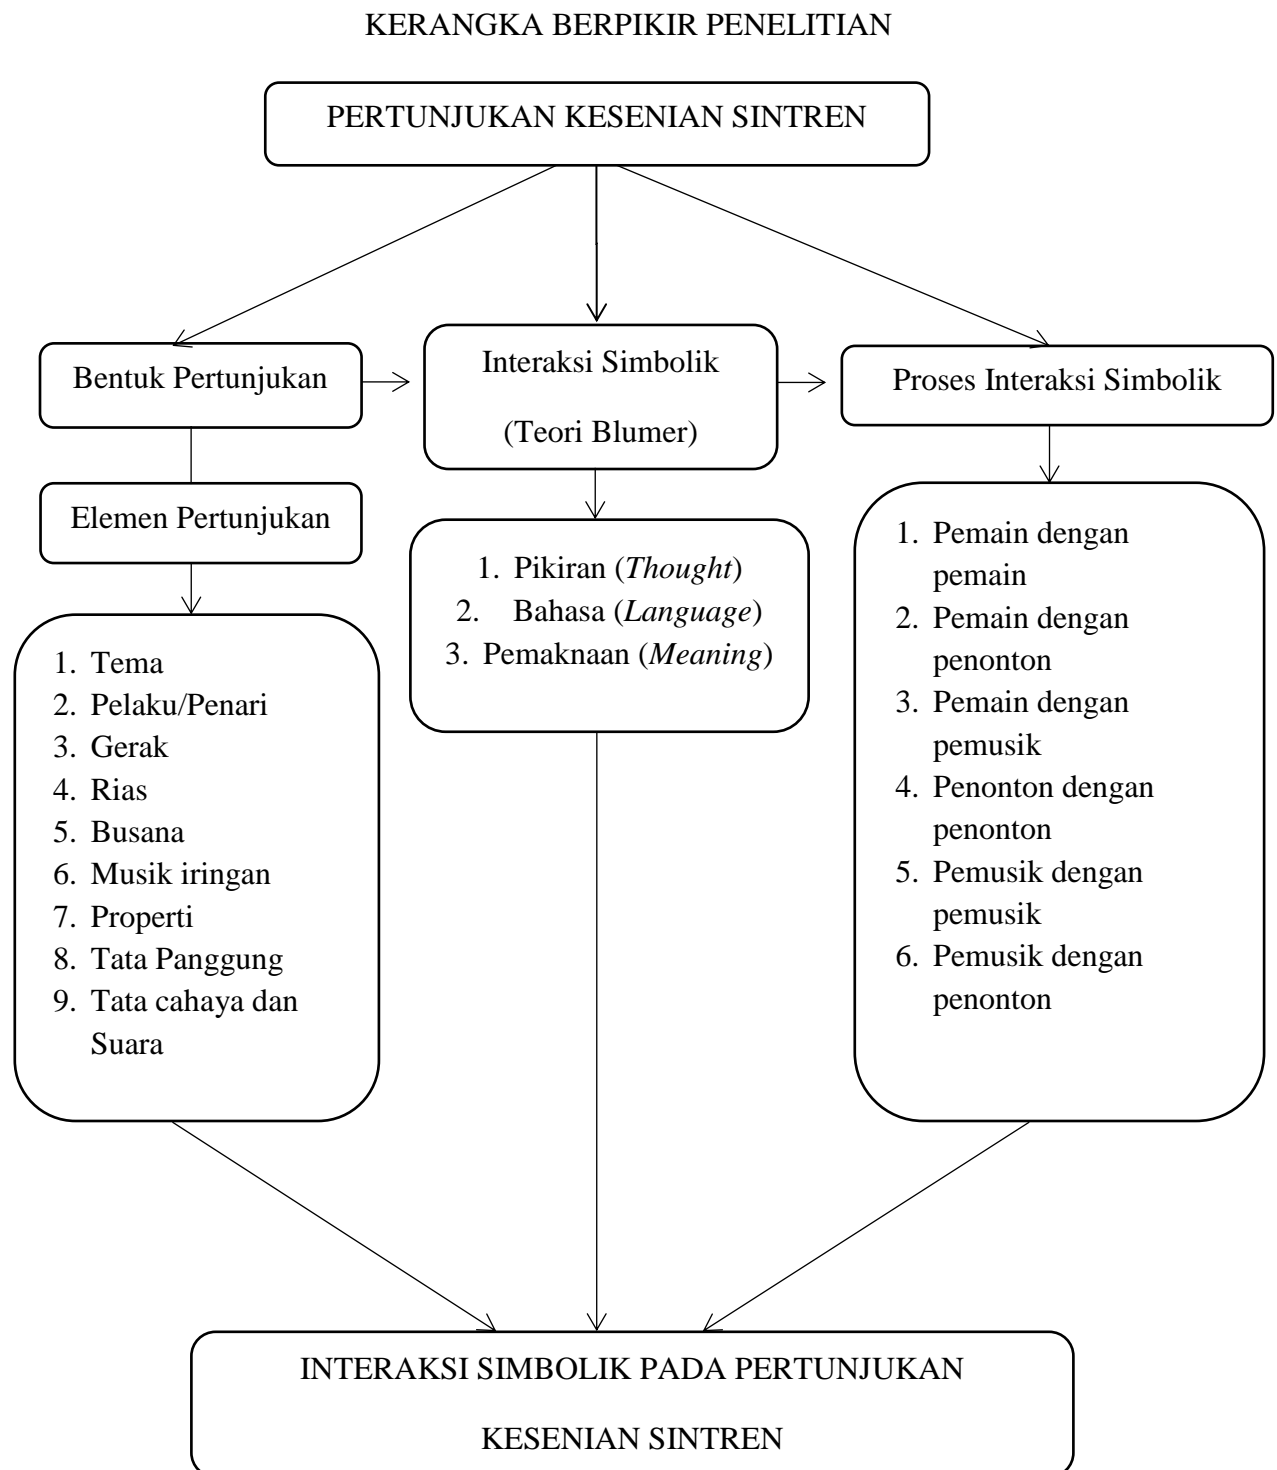 KERANGKA BERPIKIR PENELITIAN
PERTUNJUKAN KESENIAN SINTREN
Bentuk Pertunjukan
Elemen Pertunjukan
1. Tema
2. Pelaku/Penari
3. Gerak
4. Rias
5. Busana
6. Musik iringan
7. Properti
8. Tata Panggung
9. Tata cahaya dan
Suara
Interaksi Simbolik
(Teori Blumer)
1. Pikiran (Thought)
2. Bahasa (Language)
3. Pemaknaan (Meaning)
Proses Interaksi Simbolik
1. Pemain dengan
pemain
2. Pemain dengan
penonton
3. Pemain dengan
pemusik
4. Penonton dengan
penonton
5. Pemusik dengan
pemusik
6. Pemusik dengan
penonton
INTERAKSI SIMBOLIK PADA PERTUNJUKAN
KESENIAN SINTREN